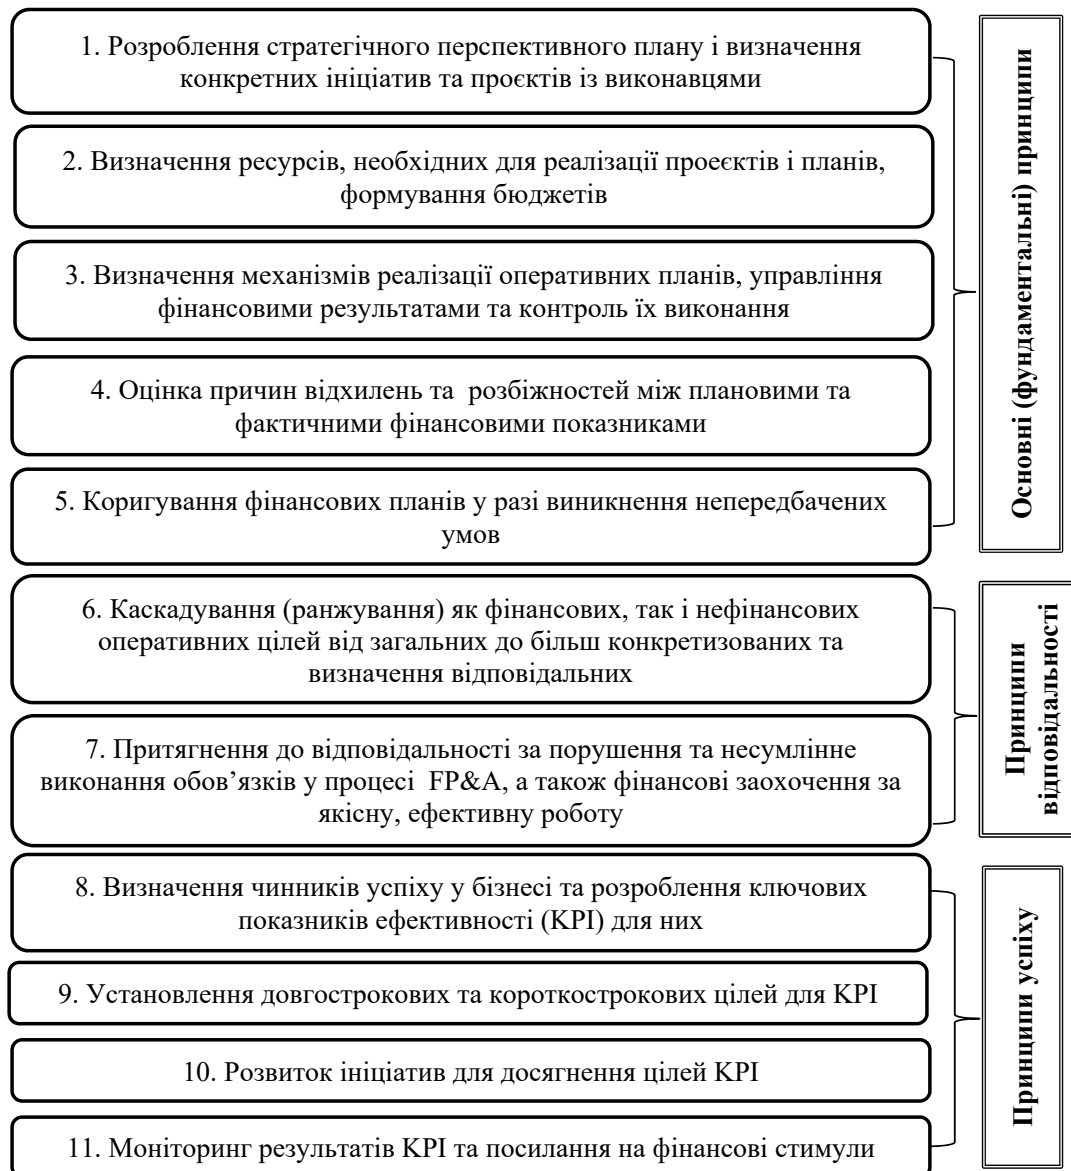 1. Розроблення стратегічного перспективного плану і визначення
конкретних ініціатив та проєктів із виконавцями
2. Визначення ресурсів, необхідних для реалізації проеєктів і планів,
формування бюджетів
3. Визначення механізмів реалізації оперативних планів, управління
фінансовими результатами та контроль їх виконання
4. Оцінка причин відхилень та розбіжностей між плановими та
фактичними фінансовими показниками
5. Коригування фінансових планів у разі виникнення непередбачених
умов
Основні (фундаментальні) принципи
6. Каскадування (ранжування) як фінансових, так і нефінансових
оперативних цілей від загальних до більш конкретизованих та
визначення відповідальних
7. Притягнення до відповідальності за порушення та несумлінне
виконання обов’язків у процесі FP&A, а також фінансові заохочення за
якісну, ефективну роботу
Принципи
відповідальності
8. Визначення чинників успіху у бізнесі та розроблення ключових
показників ефективності (KPI) для них
9. Установлення довгострокових та короткострокових цілей для KPI
10. Розвиток ініціатив для досягнення цілей KPI
11. Моніторинг результатів KPI та посилання на фінансові стимули
Принципи успіху